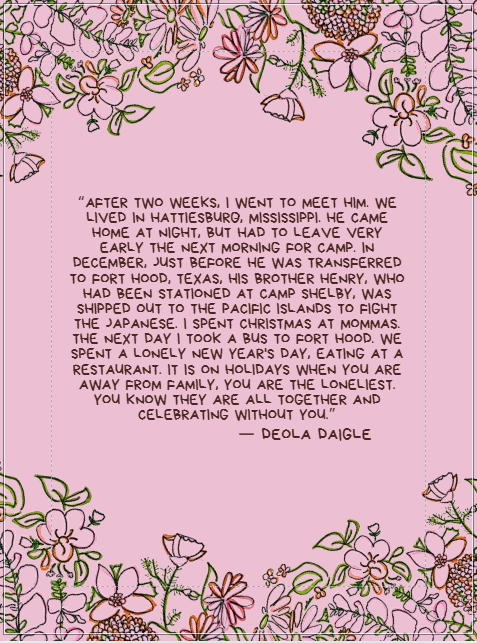 "AFTER TWO WEEKS, I WENT TO MEET HIM. WE
LIVED IN HATTIESBURG, MISSISSIPPI. HE CAME
HOME AT NIGHT, BUT HAD TO LEAVE VERY
EARLY THE NEXT MORNING FOR CAMP. IN
DECEMBER, JUST BEFORE HE WAS TRANSFERRED
TO FORT HOOD, TEXAS, HIS BROTHER HENRY, WHO
HAD BEEN STATIONED AT CAMP SHELBY, WAS
SHIPPED OUT TO THE PACIFIC ISLANDS TO FIGHT
THE JAPANESE. I SPENT CHRISTMAS AT MOMMAS.
THE NEXT DAY I TOOK A BUS TO FORT HOOD. WE
SPENT A LONELY NEW YEAR'S DAY, EATING AT A
RESTAURANT. IT IS ON HOLIDAYS WHEN YOU ARE
AWAY FROM FAMILY, YOU ARE THE LONELIEST.
YOU KNOW THEY ARE ALL TOGETHER AND
CELEBRATING WITHOUT YOU."
— DEOLA DAIGLE